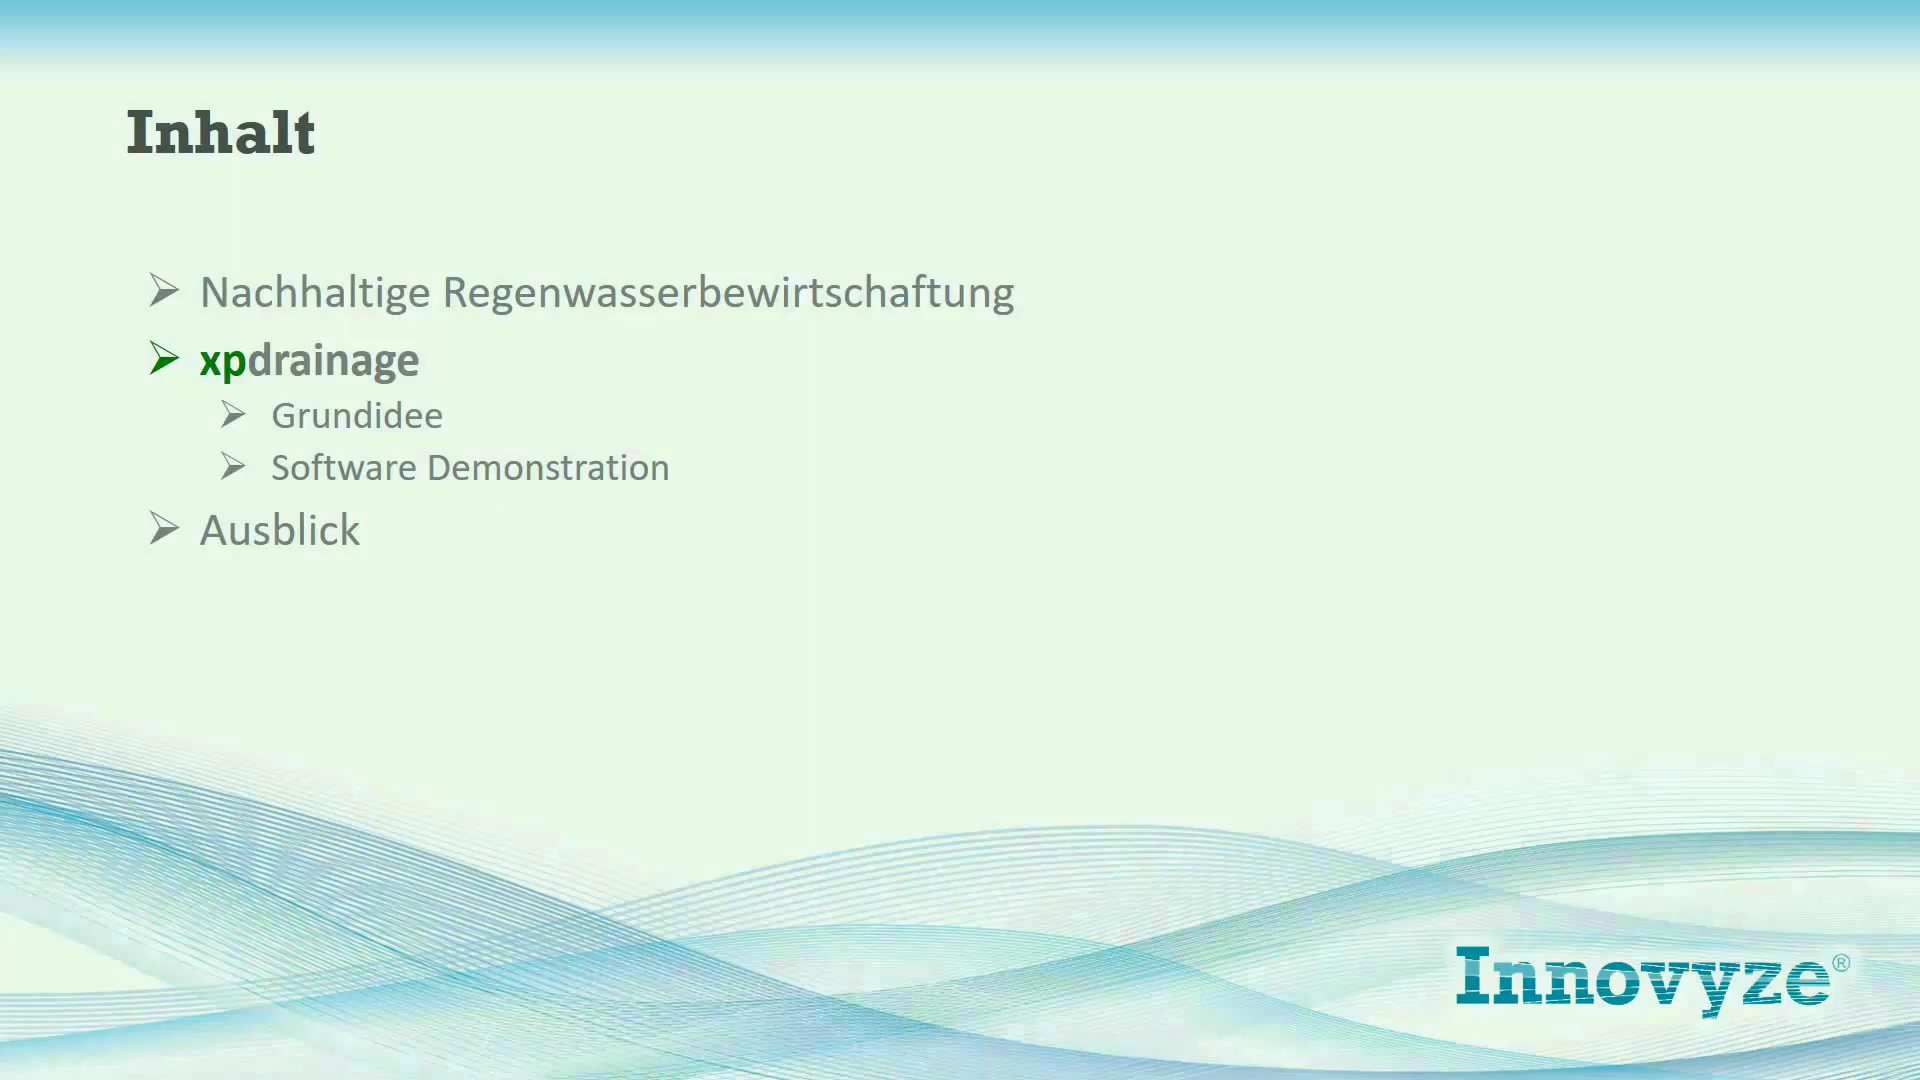 Inhalt
Nachhaltige Regenwasserbewirtschaftung
xpdrainage
Grundidee
Software Demonstration
Ausblick
Innovyze®